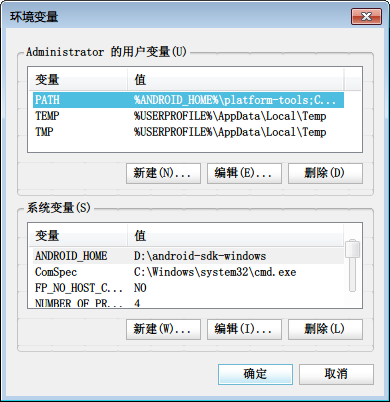 环境变量
Administrator 的用户变量(U)
变量 值
PATH %ANDROID_HOME%\platform-tools;C...
TEMP %USERPROFILE%\AppData\Local\Temp
TMP %USERPROFILE%\AppData\Local\Temp
新建(N)... 编辑(E)... 删除(D)
系统变量(S)
变量 值
ANDROID_HOME D:\android-sdk-windows
ComSpec C:\Windows\system32\cmd.exe
FP_NO_HOST_C... NO
NUMBER_OF_PR... 4
新建(W)... 编辑(I)... 删除(L)
确定 取消